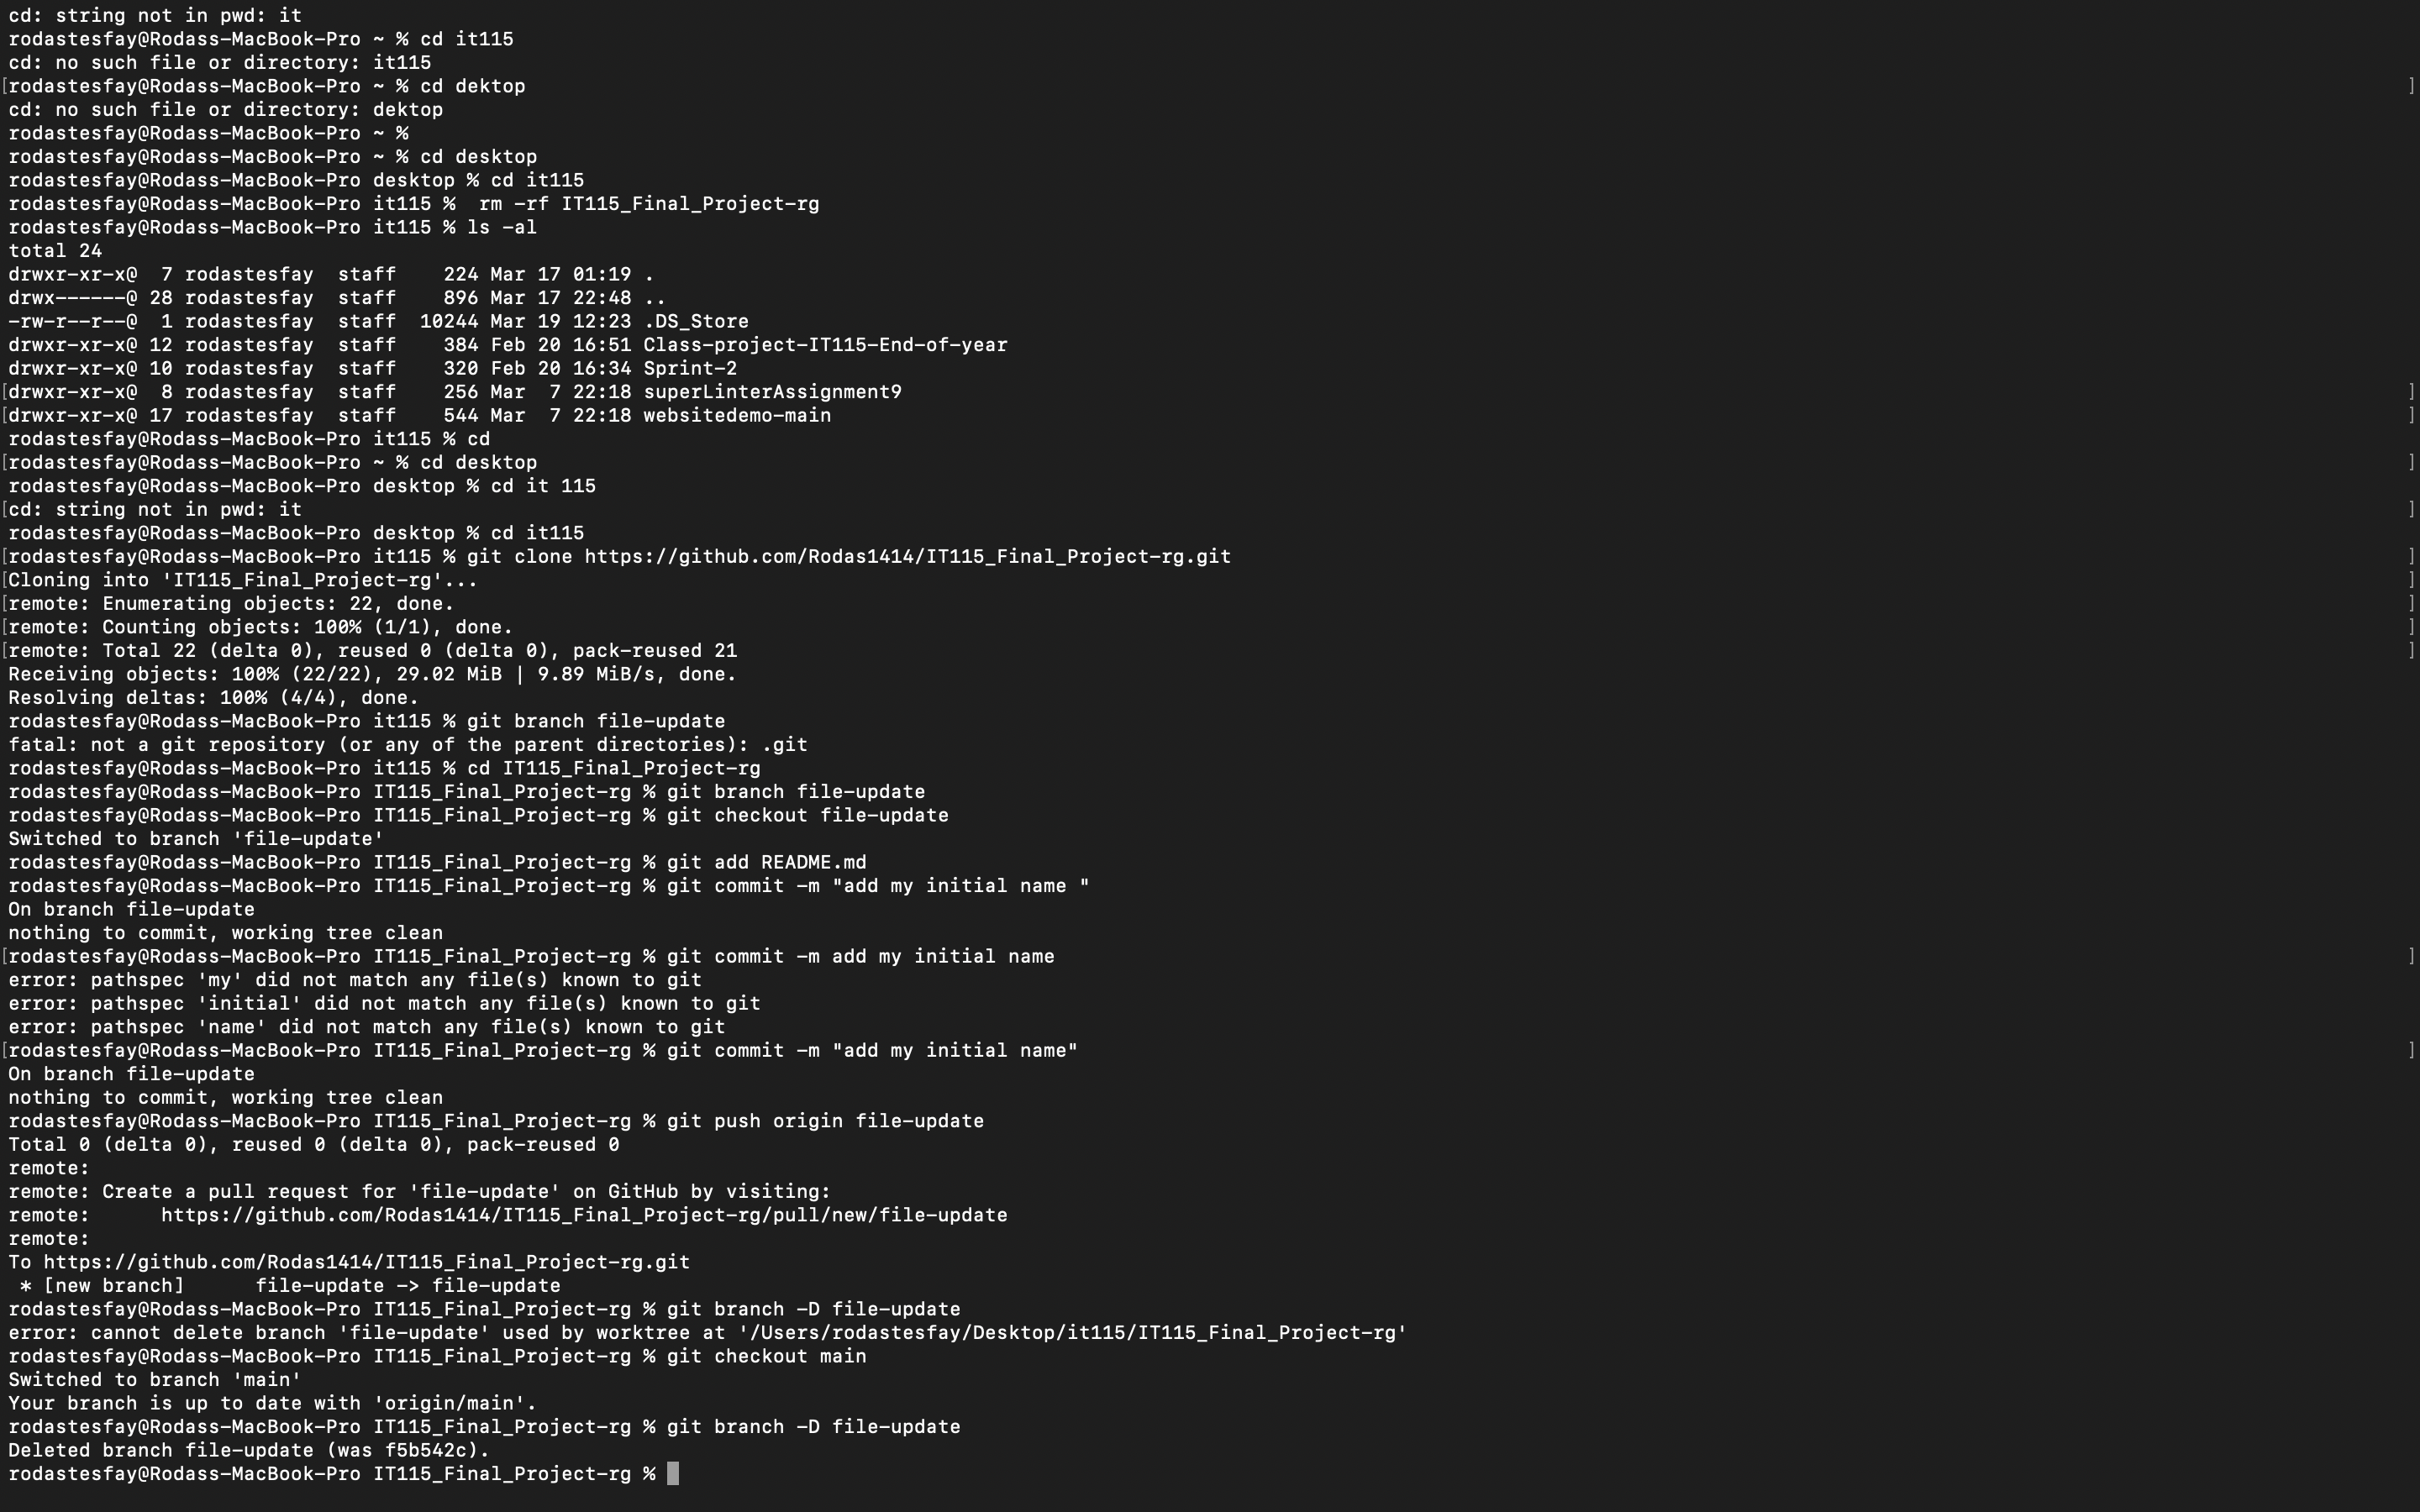 cd: string not in pwd: it
rodastesfay@Rodass-MacBook-Pro ~ % cd it115
cd: no such file or directory: it115
[rodastesfay@Rodass-MacBook-Pro ~ % cd dektop ]
cd: no such file or directory: dektop
rodastesfay@Rodass-MacBook-Pro ~ %
rodastesfay@Rodass-MacBook-Pro ~ % cd desktop
rodastesfay@Rodass-MacBook-Pro desktop % cd it115
rodastesfay@Rodass-MacBook-Pro it115 %  rm -rf IT115_Final_Project-rg
rodastesfay@Rodass-MacBook-Pro it115 % ls -al
total 24
drwxr-xr-x@  7 rodastesfay  staff    224 Mar 17 01:19 .
drwx------@ 28 rodastesfay  staff    896 Mar 17 22:48 ..
-rw-r--r--@  1 rodastesfay  staff  10244 Mar 19 12:23 .DS_Store
drwxr-xr-x@ 12 rodastesfay  staff    384 Feb 20 16:51 Class-project-IT115-End-of-year
drwxr-xr-x@ 10 rodastesfay  staff    320 Feb 20 16:34 Sprint-2
[drwxr-xr-x@  8 rodastesfay  staff    256 Mar  7 22:18 superLinterAssignment9 ]
[drwxr-xr-x@ 17 rodastesfay  staff    544 Mar  7 22:18 websitedemo-main ]
rodastesfay@Rodass-MacBook-Pro it115 % cd
[rodastesfay@Rodass-MacBook-Pro ~ % cd desktop ]
rodastesfay@Rodass-MacBook-Pro desktop % cd it 115
[cd: string not in pwd: it ]
rodastesfay@Rodass-MacBook-Pro desktop % cd it115
[rodastesfay@Rodass-MacBook-Pro it115 % git clone https://github.com/Rodas1414/IT115_Final_Project-rg.git ]
[Cloning into 'IT115_Final_Project-rg'... ]
[remote: Enumerating objects: 22, done. ]
[remote: Counting objects: 100% (1/1), done. ]
[remote: Total 22 (delta 0), reused 0 (delta 0), pack-reused 21 ]
Receiving objects: 100% (22/22), 29.02 MiB | 9.89 MiB/s, done.
Resolving deltas: 100% (4/4), done.
rodastesfay@Rodass-MacBook-Pro it115 % git branch file-update
fatal: not a git repository (or any of the parent directories): .git
rodastesfay@Rodass-MacBook-Pro it115 % cd IT115_Final_Project-rg
rodastesfay@Rodass-MacBook-Pro IT115_Final_Project-rg % git branch file-update
rodastesfay@Rodass-MacBook-Pro IT115_Final_Project-rg % git checkout file-update
Switched to branch 'file-update'
rodastesfay@Rodass-MacBook-Pro IT115_Final_Project-rg % git add README.md
rodastesfay@Rodass-MacBook-Pro IT115_Final_Project-rg % git commit -m "add my initial name "
On branch file-update
nothing to commit, working tree clean
[rodastesfay@Rodass-MacBook-Pro IT115_Final_Project-rg % git commit -m add my initial name ]
error: pathspec 'my' did not match any file(s) known to git
error: pathspec 'initial' did not match any file(s) known to git
error: pathspec 'name' did not match any file(s) known to git
[rodastesfay@Rodass-MacBook-Pro IT115_Final_Project-rg % git commit -m "add my initial name" ]
On branch file-update
nothing to commit, working tree clean
rodastesfay@Rodass-MacBook-Pro IT115_Final_Project-rg % git push origin file-update
Total 0 (delta 0), reused 0 (delta 0), pack-reused 0
remote:
remote: Create a pull request for 'file-update' on GitHub by visiting:
remote:      https://github.com/Rodas1414/IT115_Final_Project-rg/pull/new/file-update
remote:
To https://github.com/Rodas1414/IT115_Final_Project-rg.git
 * [new branch]      file-update -> file-update
rodastesfay@Rodass-MacBook-Pro IT115_Final_Project-rg % git branch -D file-update
error: cannot delete branch 'file-update' used by worktree at '/Users/rodastesfay/Desktop/it115/IT115_Final_Project-rg'
rodastesfay@Rodass-MacBook-Pro IT115_Final_Project-rg % git checkout main
Switched to branch 'main'
Your branch is up to date with 'origin/main'.
rodastesfay@Rodass-MacBook-Pro IT115_Final_Project-rg % git branch -D file-update
Deleted branch file-update (was f5b542c).
rodastesfay@Rodass-MacBook-Pro IT115_Final_Project-rg %